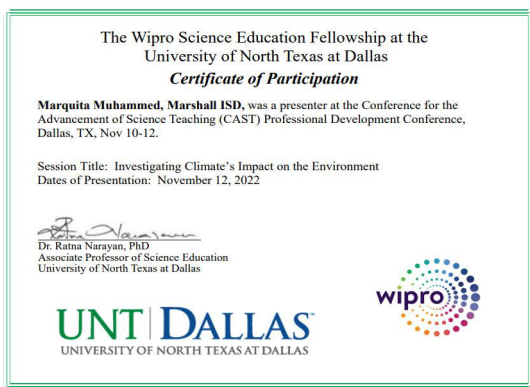 The Wipro Science Education Fellowship at the
University of North Texas at Dallas
Certificate of Participation
Marquita Muhammed, Marshall ISD, was a presenter at the Conference for the
Advancement of Science Teaching (CAST) Professional Development Conference,
Dallas, TX, Nov 10-12.
Session Title: Investigating Climate's Impact on the Environment
Dates of Presentation: November 12, 2022
Ratna Narayan
Dr. Ratna Narayan, PhD
Associate Professor of Science Education
University of North Texas at Dallas
wipro
UNT DALLAS™
UNIVERSITY OF NORTH TEXAS AT DALLAS